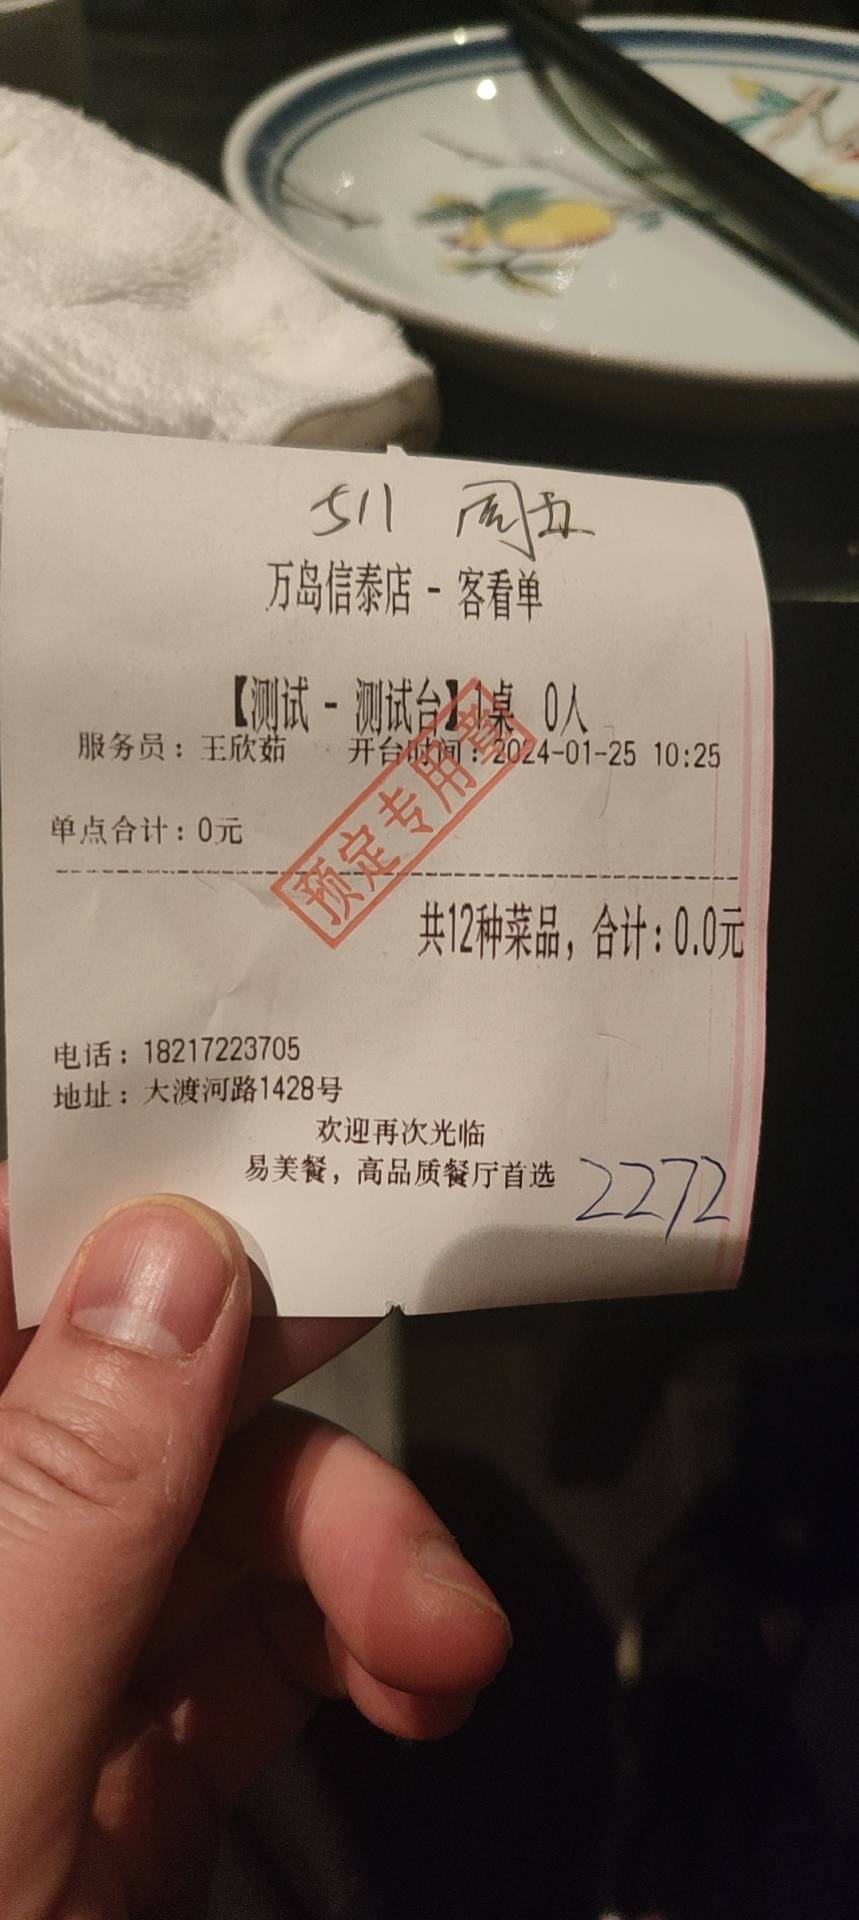 511 周五
万岛信泰店 - 客看单
【测试 - 测试台】1桌 0人
服务员：王欣茹 开台时间：2024-01-25 10:25
单点合计：0元
预定专用章
共12种菜品，合计：0.0元
电话：18217223705
地址：大渡河路1428号
欢迎再次光临
易美餐，高品质餐厅首选
2272